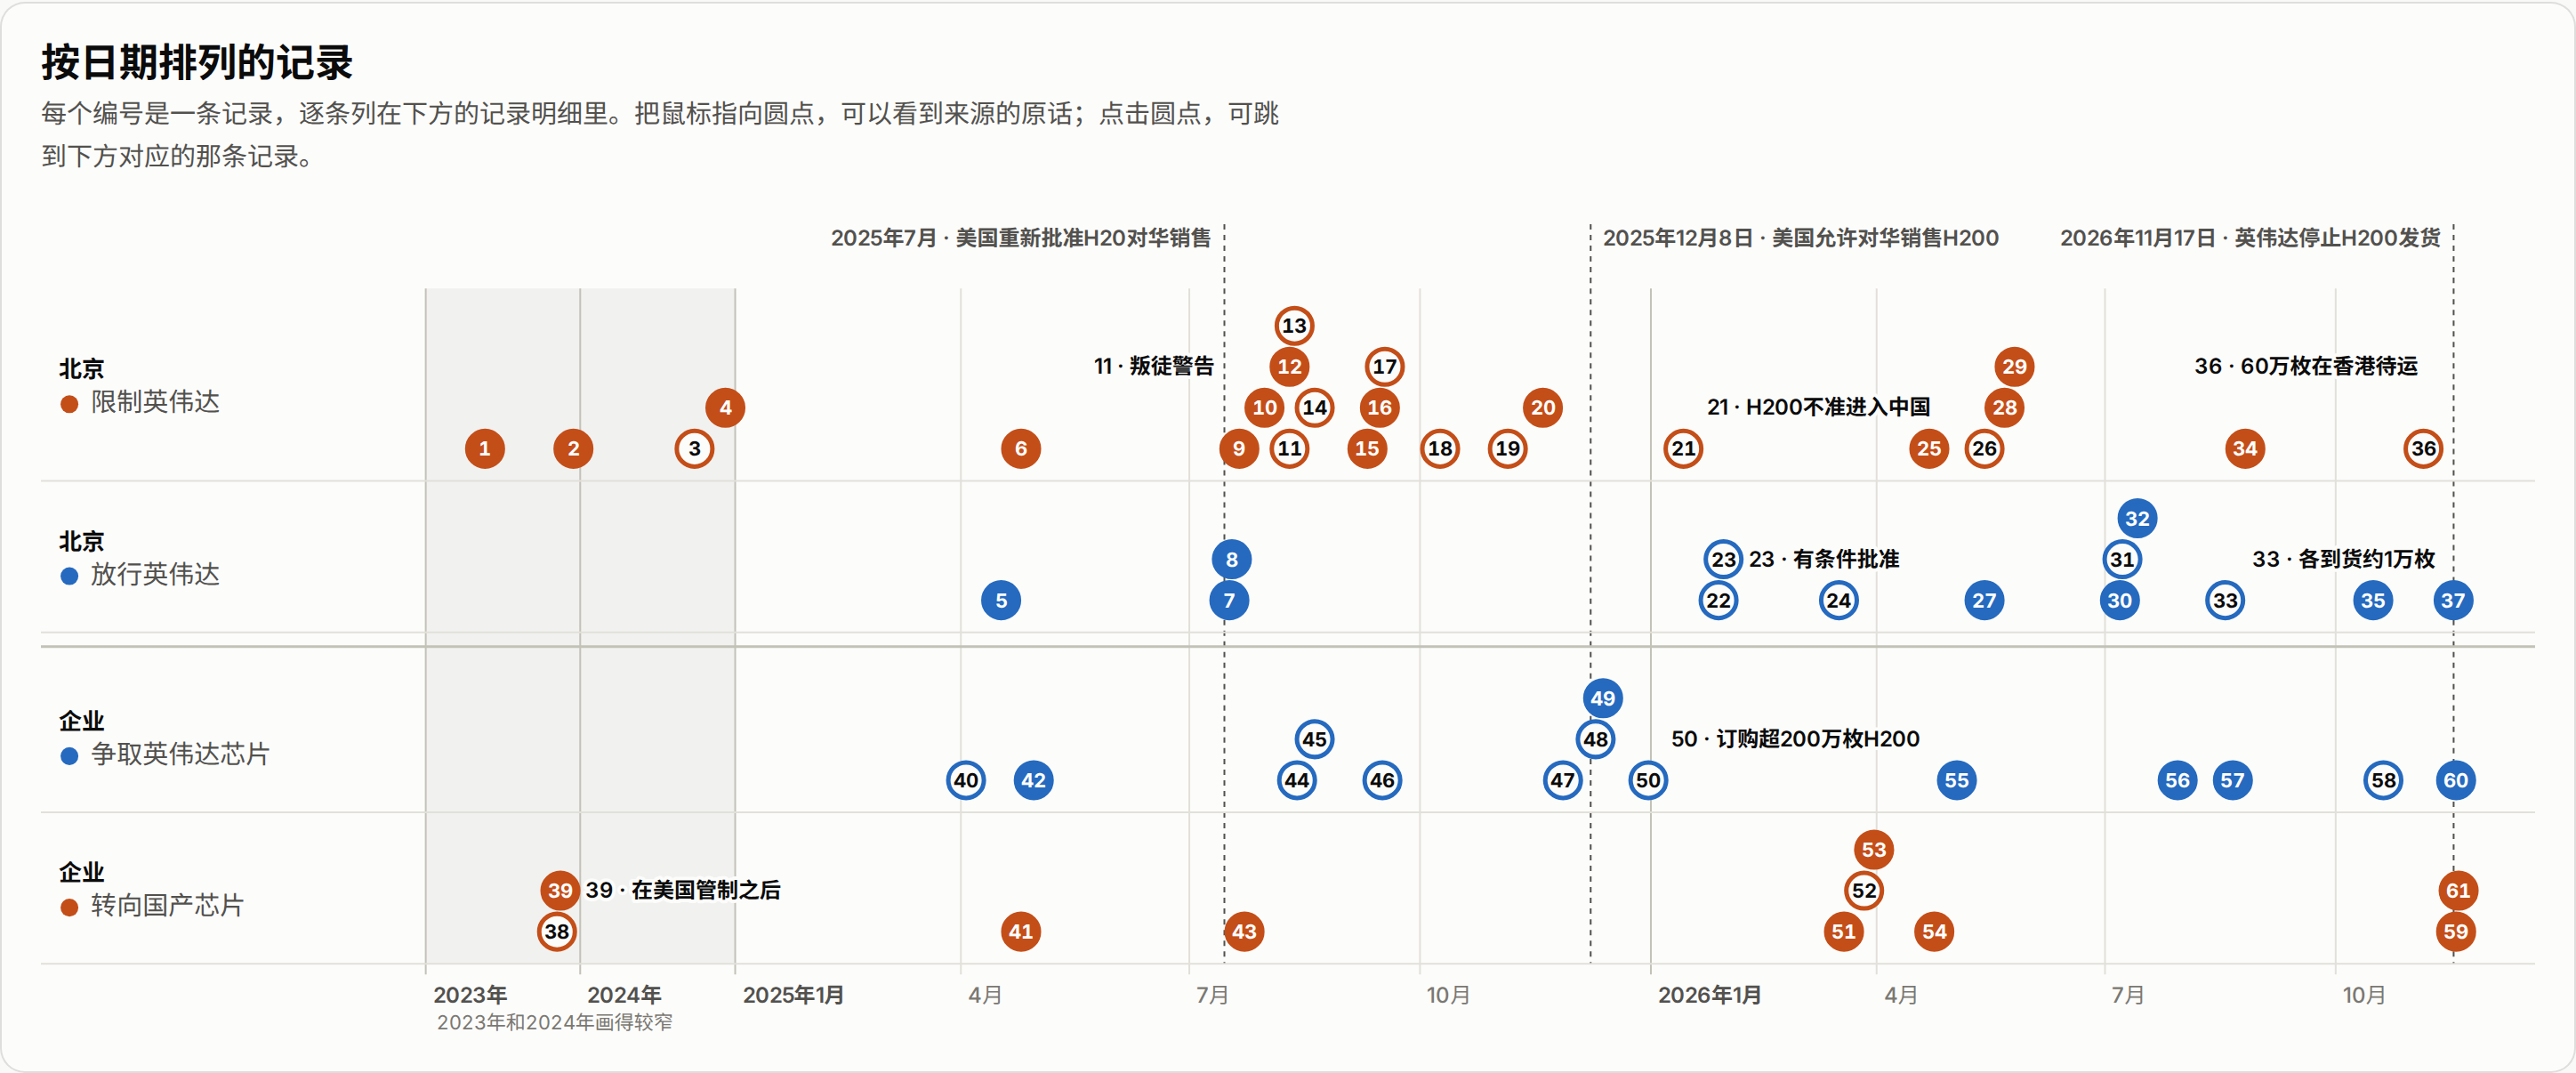 按日期排列的记录
每个编号是一条记录，逐条列在下方的记录明细里。把鼠标指向圆点，可以看到来源的原话；点击圆点，可跳
到下方对应的那条记录。
2025年7月 · 美国重新批准H20对华销售
2025年12月8日 · 美国允许对华销售H200
2026年11月17日 · 英伟达停止H200发货
北京
限制英伟达
13
11 · 叛徒警告
12
17
29
36 · 60万枚在香港待运
4
10
14
16
20
21 · H200不准进入中国
28
1
2
3
6
9
11
15
18
19
21
25
26
34
36
北京
放行英伟达
32
8
23
23 · 有条件批准
31
33 · 各到货约1万枚
5
7
22
24
27
30
33
35
37
企业
争取英伟达芯片
49
45
48
50 · 订购超200万枚H200
40
42
44
46
47
50
55
56
57
58
60
企业
转向国产芯片
53
39
39 · 在美国管制之后
52
61
38
41
43
51
54
59
2023年
2024年
2025年1月
4月
7月
10月
2026年1月
4月
7月
10月
2023年和2024年画得较窄